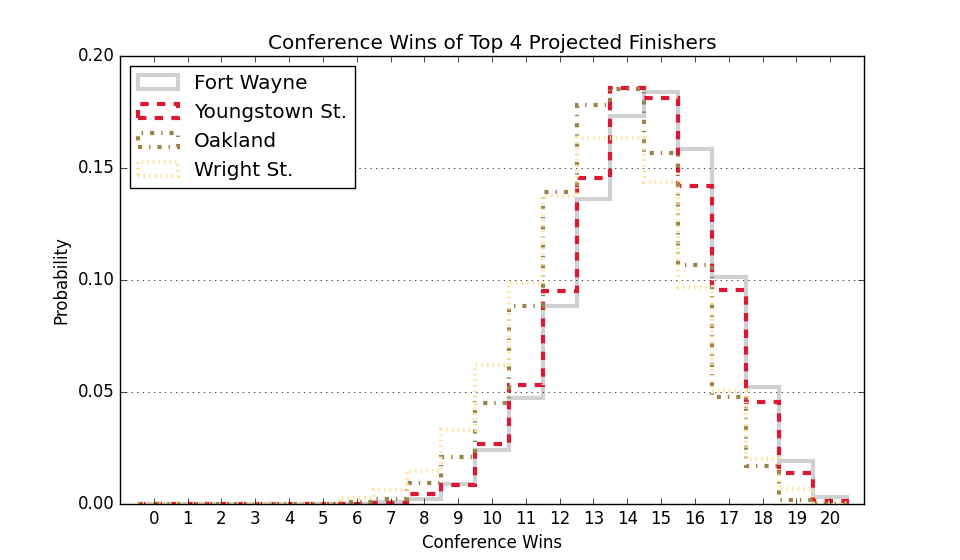 Conference Wins of Top 4 Projected Finishers
Fort Wayne
Youngstown St.
Oakland
Wright St.
Probability
0.20
0.15
0.10
0.05
0.00
0 1 2 3 4 5 6 7 8 9 10 11 12 13 14 15 16 17 18 19 20
Conference Wins